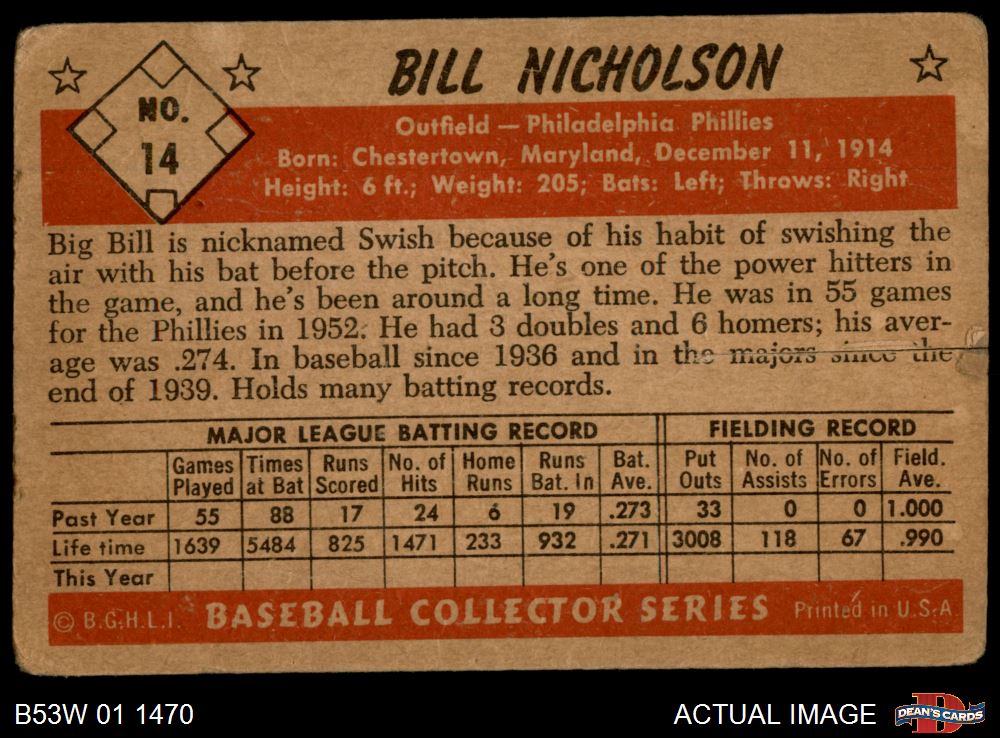 BILL NICHOLSON
NO.
14
Outfield — Philadelphia Phillies
Born: Chestertown, Maryland, December 11, 1914
Height: 6 ft.; Weight: 205; Bats: Left; Throws: Right
Big Bill is nicknamed Swish because of his habit of swishing the
air with his bat before the pitch. He's one of the power hitters in
the game, and he's been around a long time. He was in 55 games
for the Phillies in 1952. He had 3 doubles and 6 homers; his aver-
age was .274. In baseball since 1936 and in the majors since the
end of 1939. Holds many batting records.
MAJOR LEAGUE BATTING RECORD FIELDING RECORD
Games Times Runs No. of Home Runs Bat. Put No. of No. of Field.
Played at Bat Scored Hits Runs Bat. In Ave. Outs Assists Errors Ave.
Past Year 55 88 17 24 6 19 .273 33 0 0 1.000
Life time 1639 5484 825 1471 233 932 .271 3008 118 67 .990
This Year
© B.G.H.L.I. BASEBALL COLLECTOR SERIES Printed in U.S.A.
B53W 01 1470 ACTUAL IMAGE DEAN'S CARDS